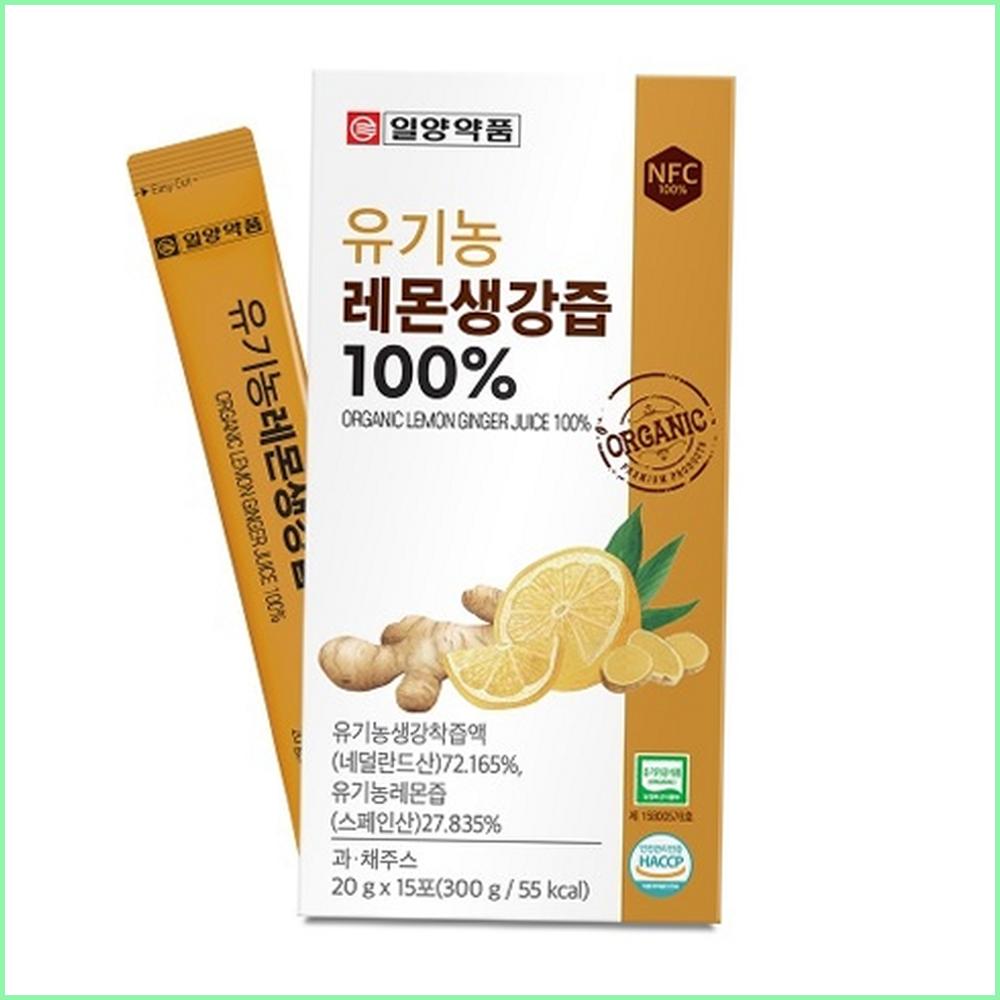 일양약품
NFC
100%
유기농
레몬생강즙
100%
ORGANIC LEMON GINGER JUICE 100%
ORGANIC
PREMIUM PRODUCTS
유기농생강착즙액
(네덜란드산)72.165%,
유기농레몬즙
(스페인산)27.835%
과·채주스
20 g x 15포(300 g / 55 kcal)
HACCP
Easy Cut
일양약품
유기농레몬생강
ORGANIC LEMON GINGER JUICE 100%